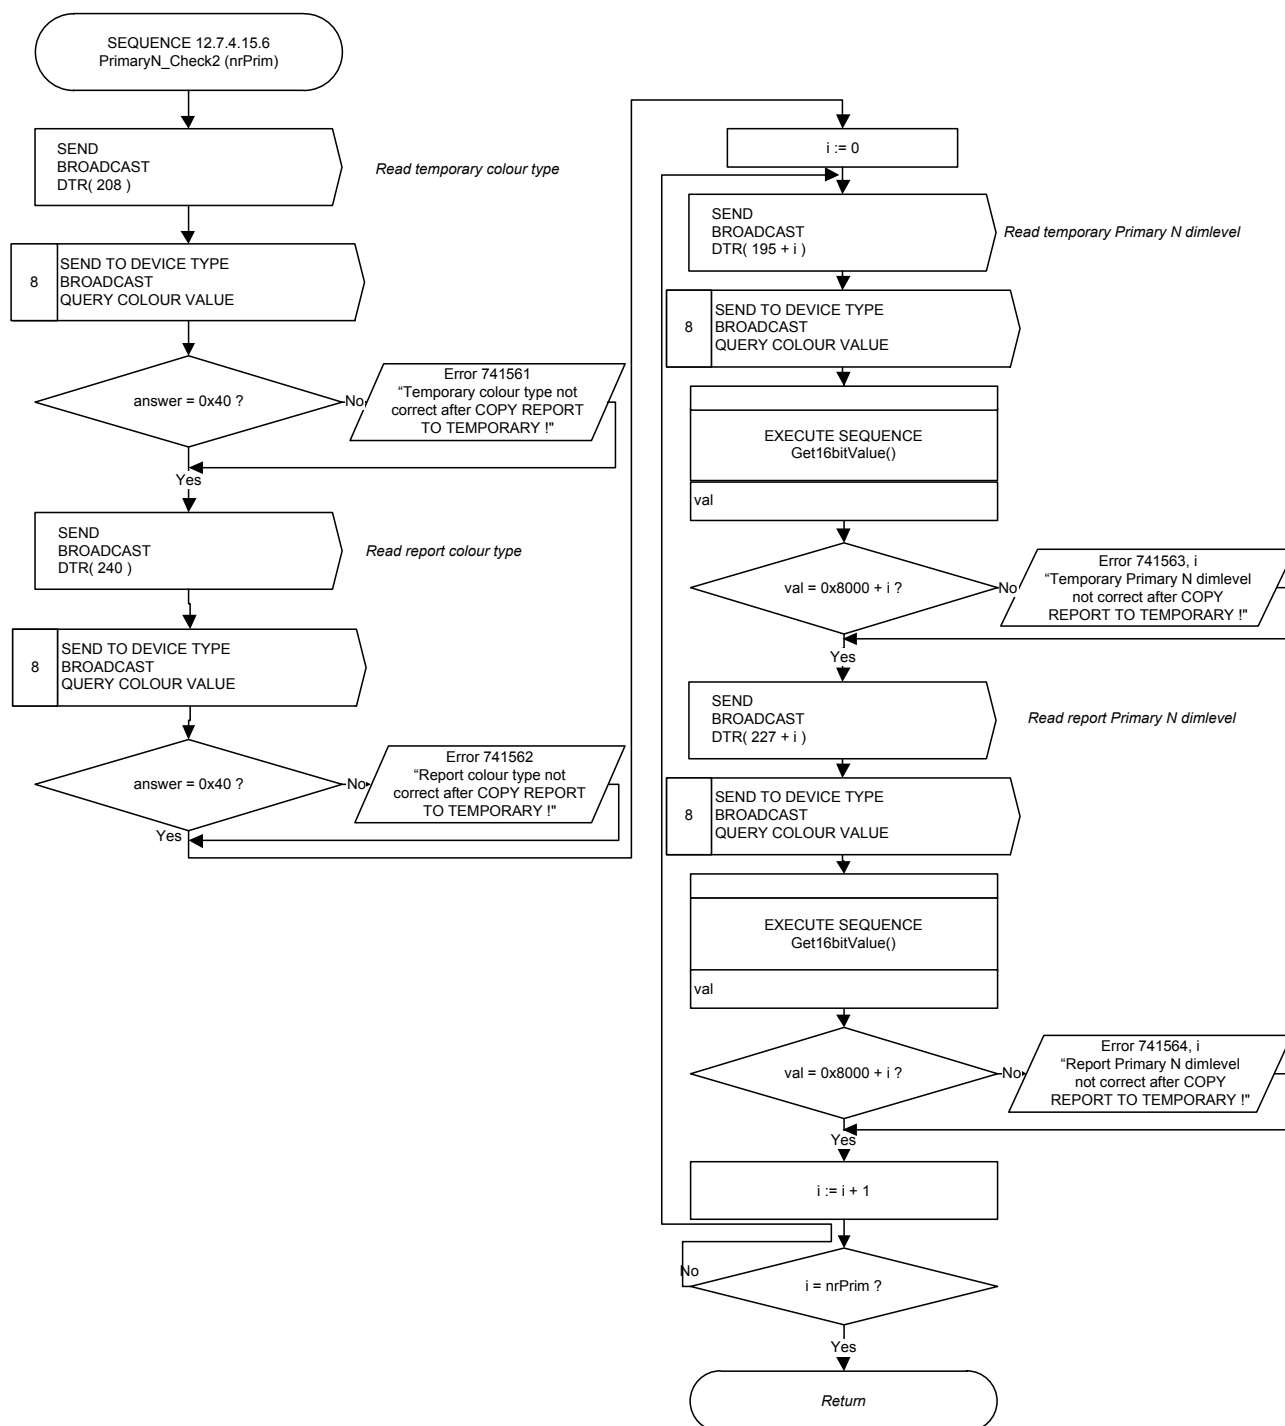 SEQUENCE 12.7.4.15.6
PrimaryN_Check2 (nrPrim)
SEND
BROADCAST
DTR( 208 )
Read temporary colour type
8
SEND TO DEVICE TYPE
BROADCAST
QUERY COLOUR VALUE
answer = 0x40 ?
No
Error 741561
“Temporary colour type not
correct after COPY REPORT
TO TEMPORARY !"
Yes
SEND
BROADCAST
DTR( 240 )
Read report colour type
8
SEND TO DEVICE TYPE
BROADCAST
QUERY COLOUR VALUE
answer = 0x40 ?
No
Error 741562
“Report colour type not
correct after COPY REPORT
TO TEMPORARY !"
Yes
i := 0
SEND
BROADCAST
DTR( 195 + i )
Read temporary Primary N dimlevel
8
SEND TO DEVICE TYPE
BROADCAST
QUERY COLOUR VALUE
EXECUTE SEQUENCE
Get16bitValue()
val
val = 0x8000 + i ?
No
Error 741563, i
“Temporary Primary N dimlevel
not correct after COPY
REPORT TO TEMPORARY !"
Yes
SEND
BROADCAST
DTR( 227 + i )
Read report Primary N dimlevel
8
SEND TO DEVICE TYPE
BROADCAST
QUERY COLOUR VALUE
EXECUTE SEQUENCE
Get16bitValue()
val
val = 0x8000 + i ?
No
Error 741564, i
“Report Primary N dimlevel
not correct after COPY
REPORT TO TEMPORARY !"
Yes
i := i + 1
No
i = nrPrim ?
Yes
Return